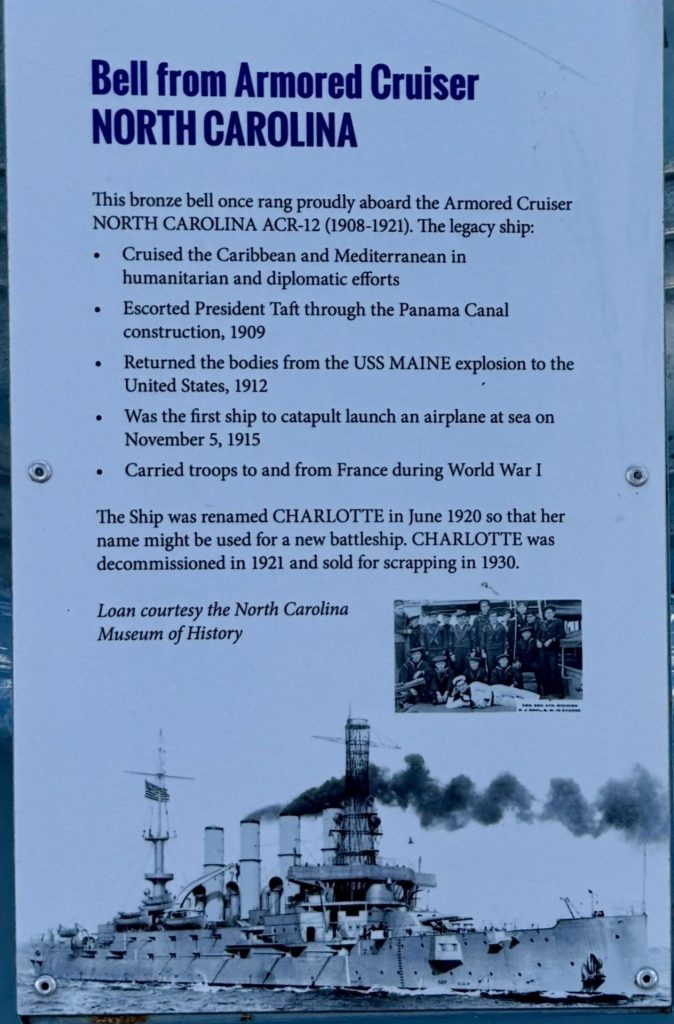 Bell from Armored Cruiser
NORTH CAROLINA
This bronze bell once rang proudly aboard the Armored Cruiser
NORTH CAROLINA ACR-12 (1908-1921). The legacy ship:
• Cruised the Caribbean and Mediterranean in
humanitarian and diplomatic efforts
• Escorted President Taft through the Panama Canal
construction, 1909
• Returned the bodies from the USS MAINE explosion to the
United States, 1912
• Was the first ship to catapult launch an airplane at sea on
November 5, 1915
• Carried troops to and from France during World War I
The Ship was renamed CHARLOTTE in June 1920 so that her
name might be used for a new battleship. CHARLOTTE was
decommissioned in 1921 and sold for scrapping in 1930.
Loan courtesy the North Carolina
Museum of History
DIVISION